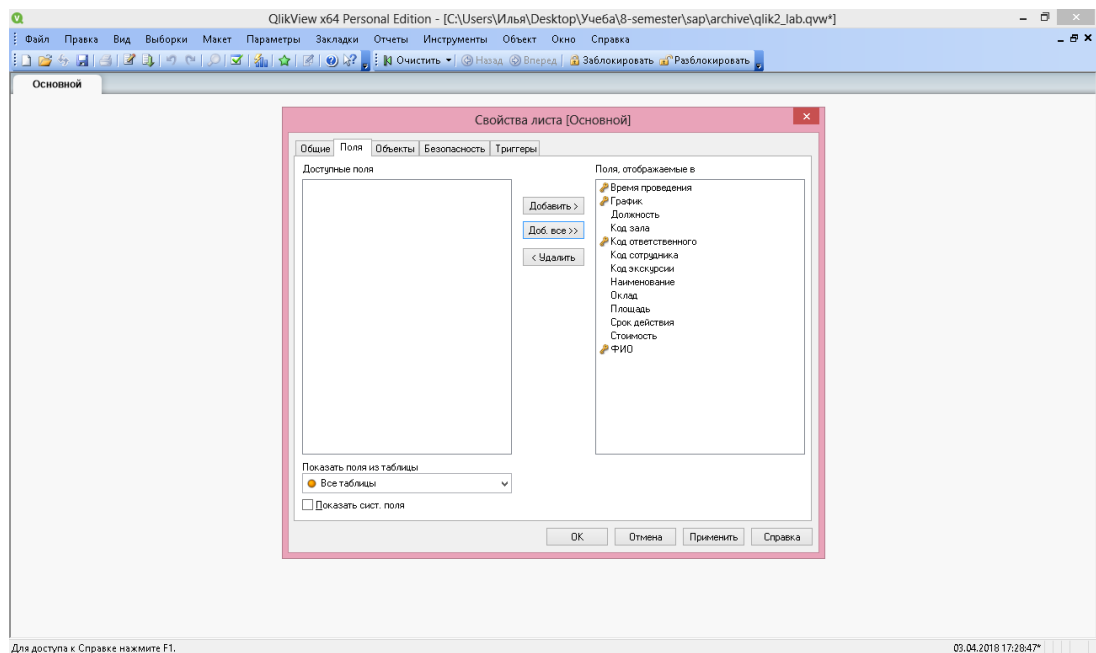 QlikView x64 Personal Edition - [C:\Users\Илья\Desktop\Учеба\8-semester\sap\archive\qlik2_lab.qvw*]
Файл Правка Вид Выборки Макет Параметры Закладки Отчеты Инструменты Объект Окно Справка
Очистить Назад Вперед Заблокировать Разблокировать
Основной
Свойства листа [Основной]
Общие Поля Объекты Безопасность Триггеры
Доступные поля
Поля, отображаемые в
Время проведения
График
Должность
Код зала
Код ответственного
Код сотрудника
Код экскурсии
Наименование
Оклад
Площадь
Срок действия
Стоимость
ФИО
Добавить >
Доб. все >>
< Удалить
Показать поля из таблицы
Все таблицы
Показать сист. поля
OK Отмена Применить Справка
Для доступа к Справке нажмите F1. 03.04.2018 17:28:47*